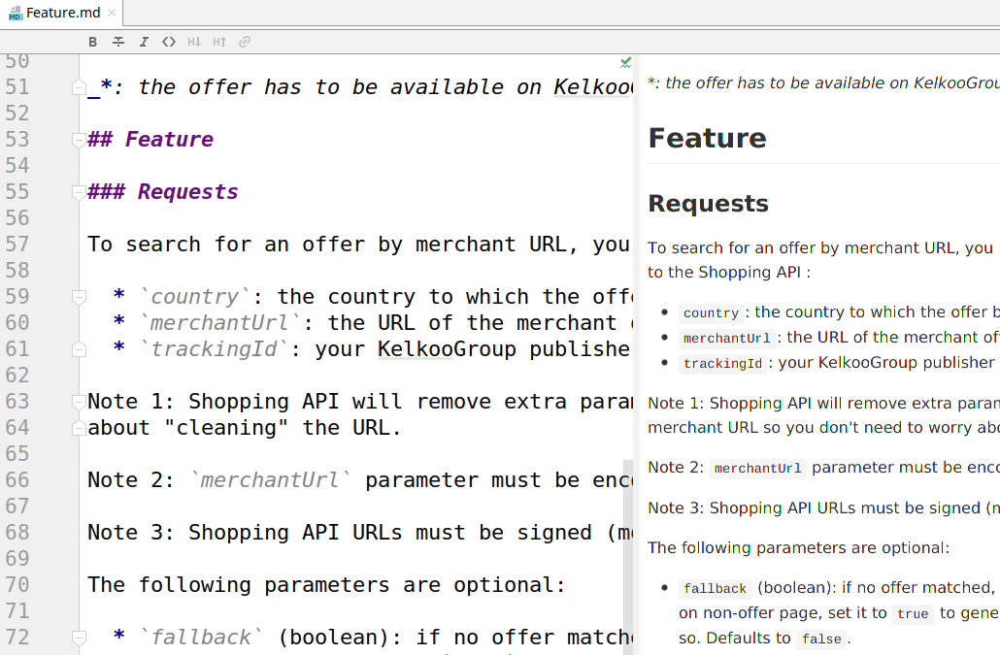 Feature.md
B I <> H↓ H↑
50
51 _*: the offer has to be available on Kelkoo
52
53 ## Feature
54
55 ### Requests
56
57 To search for an offer by merchant URL, you
58
59 * `country`: the country to which the offe
60 * `merchantUrl`: the URL of the merchant
61 * `trackingId`: your KelkooGroup publishe
62
63 Note 1: Shopping API will remove extra param
64 about "cleaning" the URL.
65
66 Note 2: `merchantUrl` parameter must be enc
67
68 Note 3: Shopping API URLs must be signed (m
69
70 The following parameters are optional:
71
72 * `fallback` (boolean): if no offer match
*: the offer has to be available on KelkooGrou
Feature
Requests
To search for an offer by merchant URL, you
to the Shopping API :
• country : the country to which the offer b
• merchantUrl : the URL of the merchant of
• trackingId : your KelkooGroup publisher
Note 1: Shopping API will remove extra param
merchant URL so you don't need to worry abo
Note 2: merchantUrl parameter must be enc
Note 3: Shopping API URLs must be signed (m
The following parameters are optional:
• fallback (boolean): if no offer matched,
on non-offer page, set it to true to gene
so. Defaults to false .